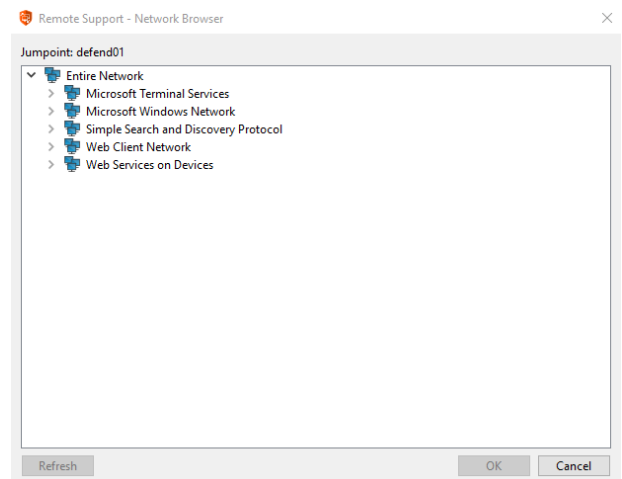 Remote Support - Network Browser
Jumpoint: defend01
Entire Network
Microsoft Terminal Services
Microsoft Windows Network
Simple Search and Discovery Protocol
Web Client Network
Web Services on Devices
Refresh OK Cancel